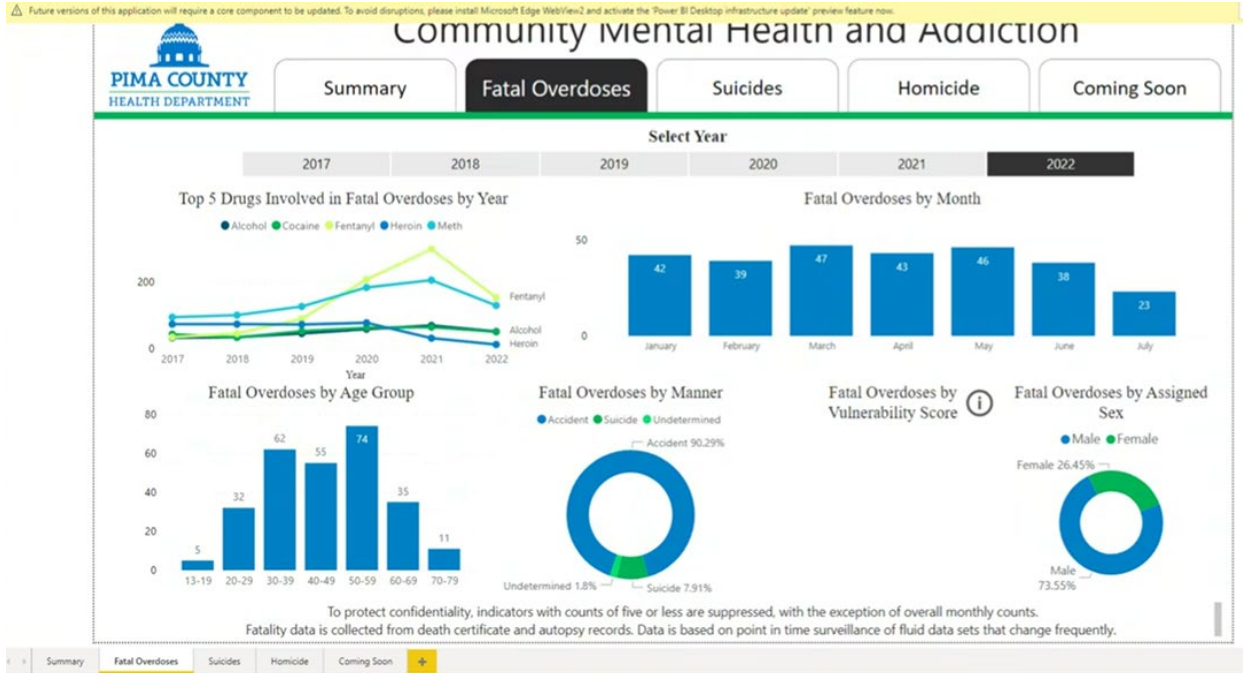 Future versions of this application will require a core component to be updated. To avoid disruptions, please install Microsoft Edge WebView2 and activate the 'Power BI Desktop infrastructure update' preview feature now.
Community Mental Health and Addiction
PIMA COUNTY
HEALTH DEPARTMENT
Summary
Fatal Overdoses
Suicides
Homicide
Coming Soon
Select Year
2017
2018
2019
2020
2021
2022
Top 5 Drugs Involved in Fatal Overdoses by Year
Alcohol Cocaine Fentanyl Heroin Meth
200
0
Fentanyl
Alcohol
Heroin
2017 2018 2019 2020 2021 2022
Year
Fatal Overdoses by Month
50
0
42 39 47 43 46 38 23
January February March April May June July
Fatal Overdoses by Age Group
80
60
40
20
0
5 32 62 55 74 35 11
13-19 20-29 30-39 40-49 50-59 60-69 70-79
Fatal Overdoses by Manner
Accident Suicide Undetermined
Accident 90.29%
Undetermined 1.8%
Suicide 7.91%
Fatal Overdoses by
Vulnerability Score
Fatal Overdoses by Assigned
Sex
Male Female
Female 26.45%
Male
73.55%
To protect confidentiality, indicators with counts of five or less are suppressed, with the exception of overall monthly counts.
Fatality data is collected from death certificate and autopsy records. Data is based on point in time surveillance of fluid data sets that change frequently.
Summary
Fatal Overdoses
Suicides
Homicide
Coming Soon